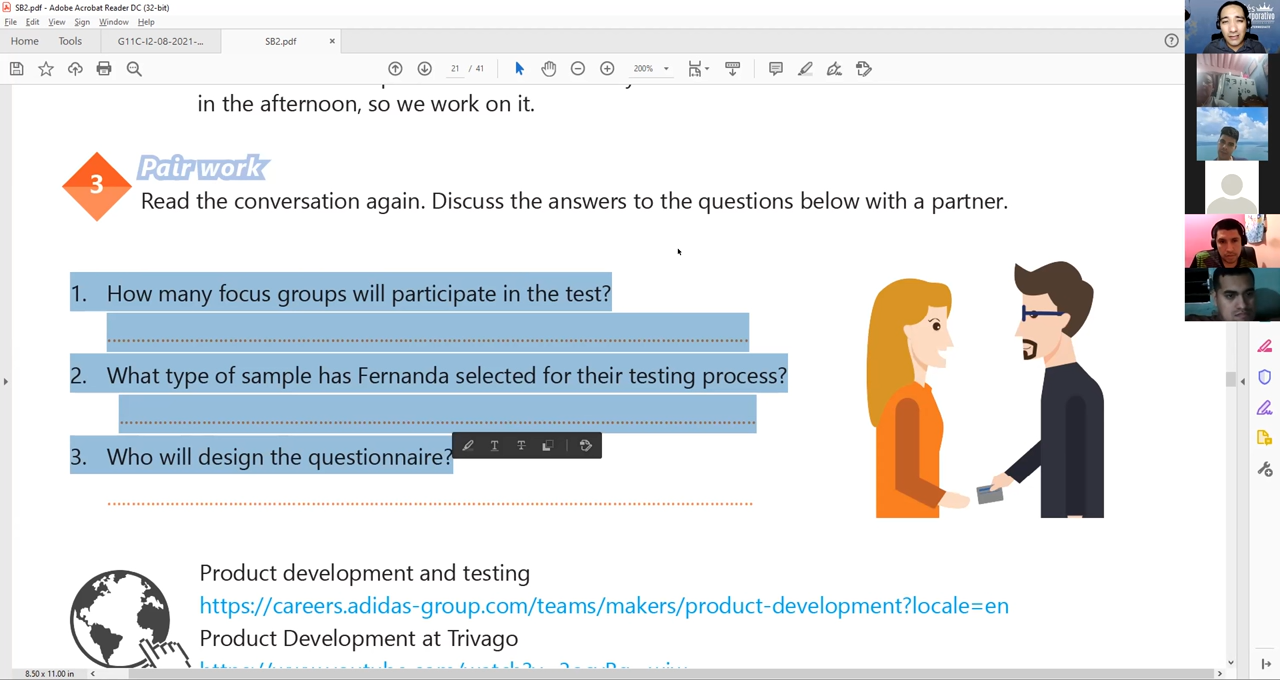 SB2.pdf - Adobe Acrobat Reader DC (32-bit)
File Edit View Sign Window Help
Home Tools G11C-I2-08-2021-... SB2.pdf ×
21 / 41 200%
in the afternoon, so we work on it.
3 Pair work
Read the conversation again. Discuss the answers to the questions below with a partner.
1. How many focus groups will participate in the test?
2. What type of sample has Fernanda selected for their testing process?
3. Who will design the questionnaire?
Product development and testing
https://careers.adidas-group.com/teams/makers/product-development?locale=en
Product Development at Trivago
8.50 x 11.00 in